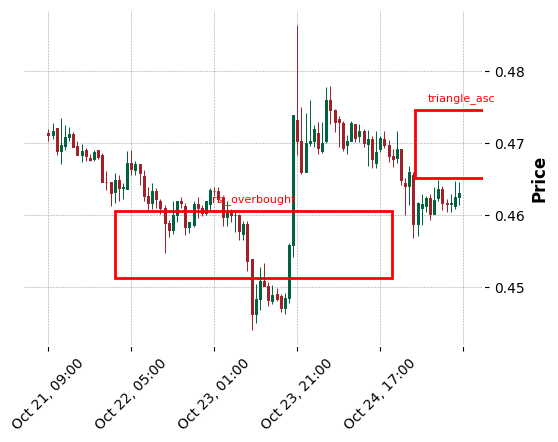 triangle_asc
rsi_overbought
0.48
0.47
0.46
0.45
Price
Oct 21, 09:00
Oct 22, 05:00
Oct 23, 01:00
Oct 23, 21:00
Oct 24, 17:00